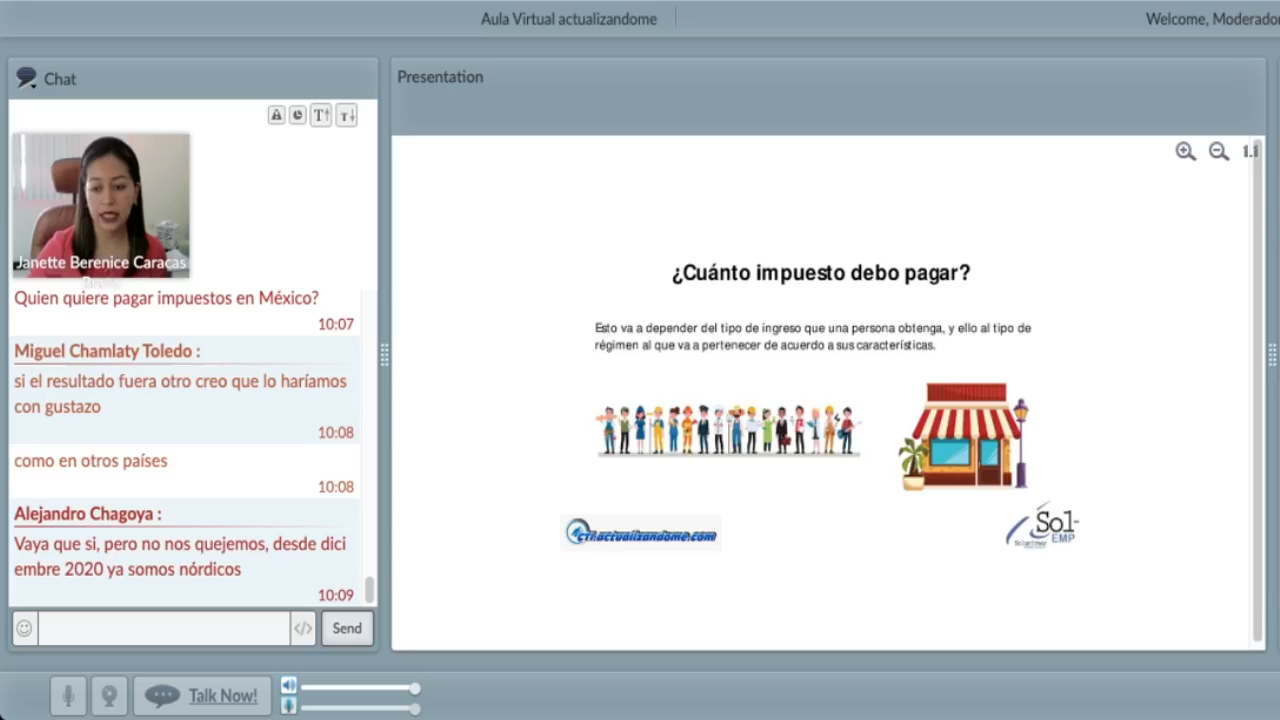 Aula Virtual actualizandome
Welcome, Moderador
Chat
Janette Berenice Caracas
Quien quiere pagar impuestos en México?
10:07
Miguel Chamlaty Toledo :
si el resultado fuera otro creo que lo haríamos
con gustazo
10:08
como en otros países
10:08
Alejandro Chagoya :
Vaya que si, pero no nos quejemos, desde dici
embre 2020 ya somos nórdicos
10:09
Send
Talk Now!
Presentation
1:1
¿Cuánto impuesto debo pagar?
Esto va a depender del tipo de ingreso que una persona obtenga, y ello al tipo de
régimen al que va a pertenecer de acuerdo a sus características.
CTI.actualizandome.com
Sol-
EMP